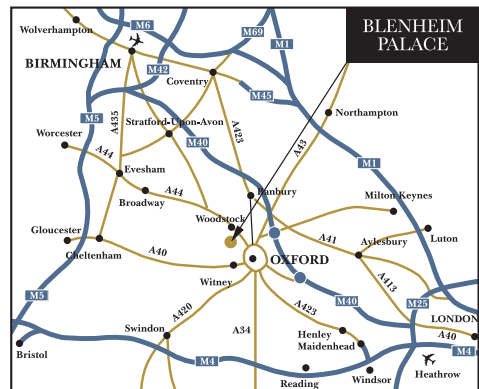 Wolverhampton
M6
M69
M1
BLENHEIM
PALACE
BIRMINGHAM
M42
Coventry
M45
M5
A435
Northampton
Stratford-Upon-Avon
M40
A423
A43
Worcester
A44
M1
Evesham
A44
Broadway
Banbury
Milton Keynes
Woodstock
Gloucester
A41
Luton
Aylesbury
Cheltenham
A40
OXFORD
Witney
A413
M5
M40
M25
A420
A423
LONDON
Swindon
A34
Henley
A40
Bristol
Maidenhead
M4
M4
Reading
Windsor
Heathrow